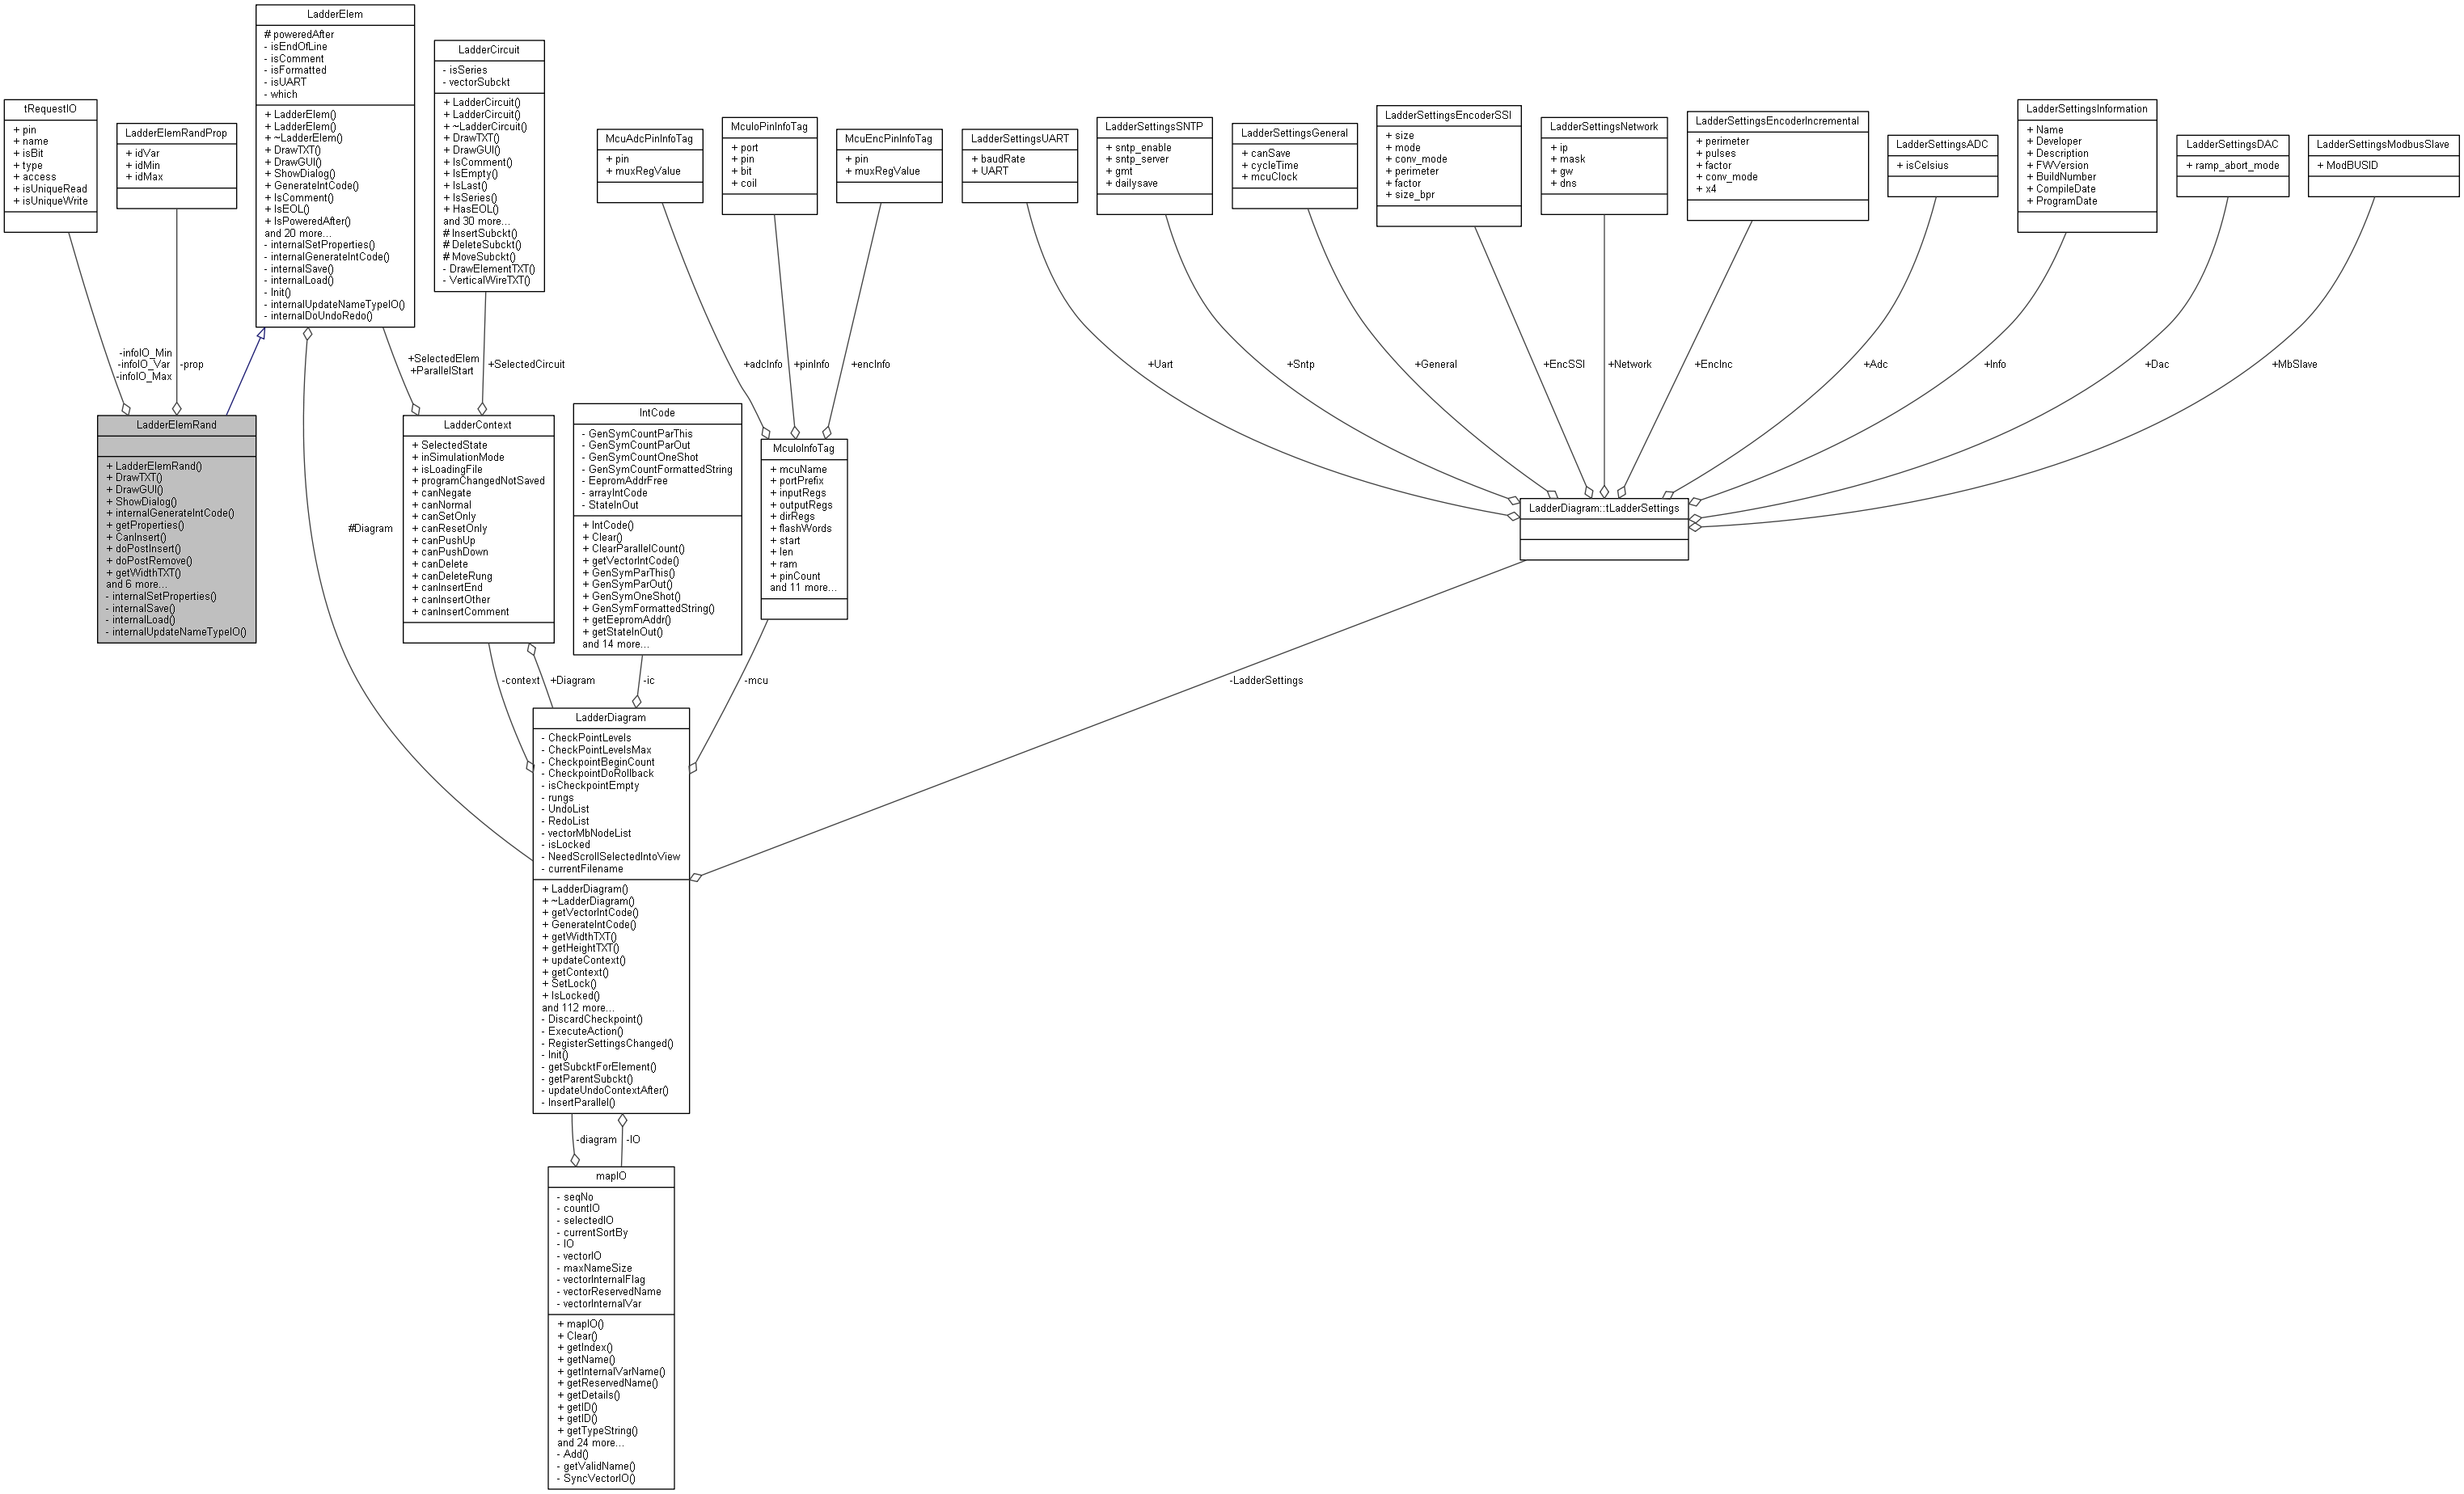 LadderElem
# poweredAfter
- isEndOfLine
- isComment
- isFormatted
- isUART
- which
+ LadderElem()
+ LadderElem()
+ ~LadderElem()
+ DrawTXT()
+ DrawGUI()
+ ShowDialog()
+ GenerateIntCode()
+ IsComment()
+ IsEOL()
+ IsPoweredAfter()
and 20 more...
- internalSetProperties()
- internalGenerateIntCode()
- internalSave()
- internalLoad()
- Init()
- internalUpdateNameTypeIO()
- internalDoUndoRedo()
LadderCircuit
- isSeries
- vectorSubckt
+ LadderCircuit()
+ LadderCircuit()
+ ~LadderCircuit()
+ DrawTXT()
+ DrawGUI()
+ IsComment()
+ IsEmpty()
+ IsLast()
+ IsSeries()
+ HasEOL()
and 30 more...
# InsertSubckt()
# DeleteSubckt()
# MoveSubckt()
- DrawElementTXT()
- VerticalWireTXT()
tRequestIO
+ pin
+ name
+ isBit
+ type
+ access
+ isUniqueRead
+ isUniqueWrite
LadderElemRandProp
+ idVar
+ idMin
+ idMax
McuAdcPinInfoTag
+ pin
+ muxRegValue
McuIoPinInfoTag
+ port
+ pin
+ bit
+ coil
McuEncPinInfoTag
+ pin
+ muxRegValue
LadderSettingsUART
+ baudRate
+ UART
LadderSettingsSNTP
+ sntp_enable
+ sntp_server
+ gmt
+ dailysave
LadderSettingsGeneral
+ canSave
+ cycleTime
+ mcuClock
LadderSettingsEncoderSSI
+ size
+ mode
+ conv_mode
+ perimeter
+ factor
+ size_bpr
LadderSettingsNetwork
+ ip
+ mask
+ gw
+ dns
LadderSettingsEncoderIncremental
+ perimeter
+ pulses
+ factor
+ conv_mode
+ x4
LadderSettingsADC
+ isCelsius
LadderSettingsInformation
+ Name
+ Developer
+ Description
+ FWVersion
+ BuildNumber
+ CompileDate
+ ProgramDate
LadderSettingsDAC
+ ramp_abort_mode
LadderSettingsModbusSlave
+ ModBUSID
-infoIO_Min
-infoIO_Var
-infoIO_Max
-prop
+SelectedElem
+ParallelStart
+SelectedCircuit
+adcInfo
+pinInfo
+encInfo
+Uart
+Sntp
+General
+EncSSI
+Network
+EncInc
+Adc
+Info
+Dac
+MbSlave
LadderElemRand
+ LadderElemRand()
+ DrawTXT()
+ DrawGUI()
+ ShowDialog()
+ internalGenerateIntCode()
+ getProperties()
+ CanInsert()
+ doPostInsert()
+ doPostRemove()
+ getWidthTXT()
and 6 more...
- internalSetProperties()
- internalSave()
- internalLoad()
- internalUpdateNameTypeIO()
#Diagram
LadderContext
+ SelectedState
+ inSimulationMode
+ isLoadingFile
+ programChangedNotSaved
+ canNegate
+ canNormal
+ canSetOnly
+ canResetOnly
+ canPushUp
+ canPushDown
+ canDelete
+ canDeleteRung
+ canInsertEnd
+ canInsertOther
+ canInsertComment
IntCode
- GenSymCountParThis
- GenSymCountParOut
- GenSymCountOneShot
- GenSymCountFormattedString
- EepromAddrFree
- arrayIntCode
- StateInOut
+ IntCode()
+ Clear()
+ ClearParallelCount()
+ getVectorIntCode()
+ GenSymParThis()
+ GenSymParOut()
+ GenSymOneShot()
+ GenSymFormattedString()
+ getEepromAddr()
+ getStateInOut()
and 14 more...
McuIoInfoTag
+ mcuName
+ portPrefix
+ inputRegs
+ outputRegs
+ dirRegs
+ flashWords
+ start
+ len
+ ram
+ pinCount
and 11 more...
LadderDiagram::tLadderSettings
-context
+Diagram
-ic
-mcu
-LadderSettings
LadderDiagram
- CheckPointLevels
- CheckPointLevelsMax
- CheckpointBeginCount
- CheckpointDoRollback
- isCheckpointEmpty
- rungs
- UndoList
- RedoList
- vectorMbNodeList
- isLocked
- NeedScrollSelectedIntoView
- currentFilename
+ LadderDiagram()
+ ~LadderDiagram()
+ getVectorIntCode()
+ GenerateIntCode()
+ getWidthTXT()
+ getHeightTXT()
+ updateContext()
+ getContext()
+ SetLock()
+ IsLocked()
and 112 more...
- DiscardCheckpoint()
- ExecuteAction()
- RegisterSettingsChanged()
- Init()
- getSubcktForElement()
- getParentSubckt()
- updateUndoContextAfter()
- InsertParallel()
-diagram
-IO
mapIO
- seqNo
- countIO
- selectedIO
- currentSortBy
- IO
- vectorIO
- maxNameSize
- vectorInternalFlag
- vectorReservedName
- vectorInternalVar
+ mapIO()
+ Clear()
+ getIndex()
+ getName()
+ getInternalVarName()
+ getReservedName()
+ getDetails()
+ getID()
+ getID()
+ getTypeString()
and 24 more...
- Add()
- getValidName()
- SyncVectorIO()